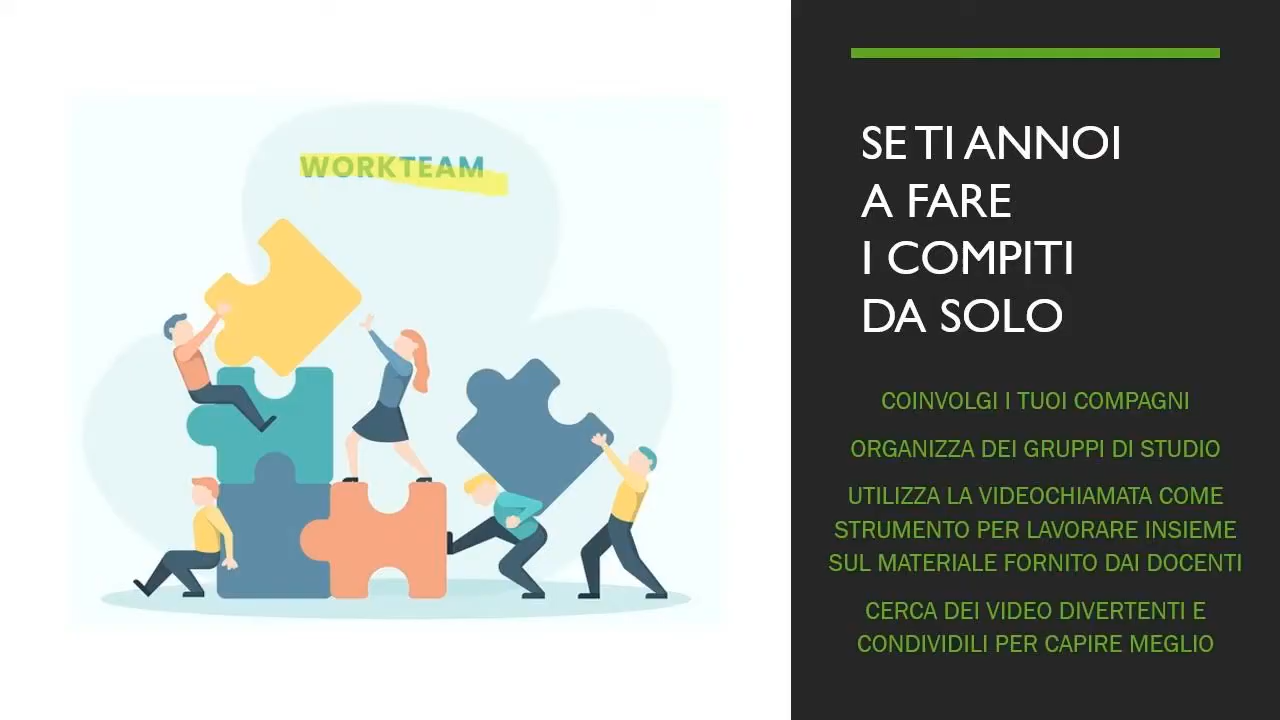 WORKTEAM
SE TI ANNOI
A FARE
I COMPITI
DA SOLO
COINVOLGI I TUOI COMPAGNI
ORGANIZZA DEI GRUPPI DI STUDIO
UTILIZZA LA VIDEOCHIAMATA COME
STRUMENTO PER LAVORARE INSIEME
SUL MATERIALE FORNITO DAI DOCENTI
CERCA DEI VIDEO DIVERTENTI E
CONDIVIDILI PER CAPIRE MEGLIO